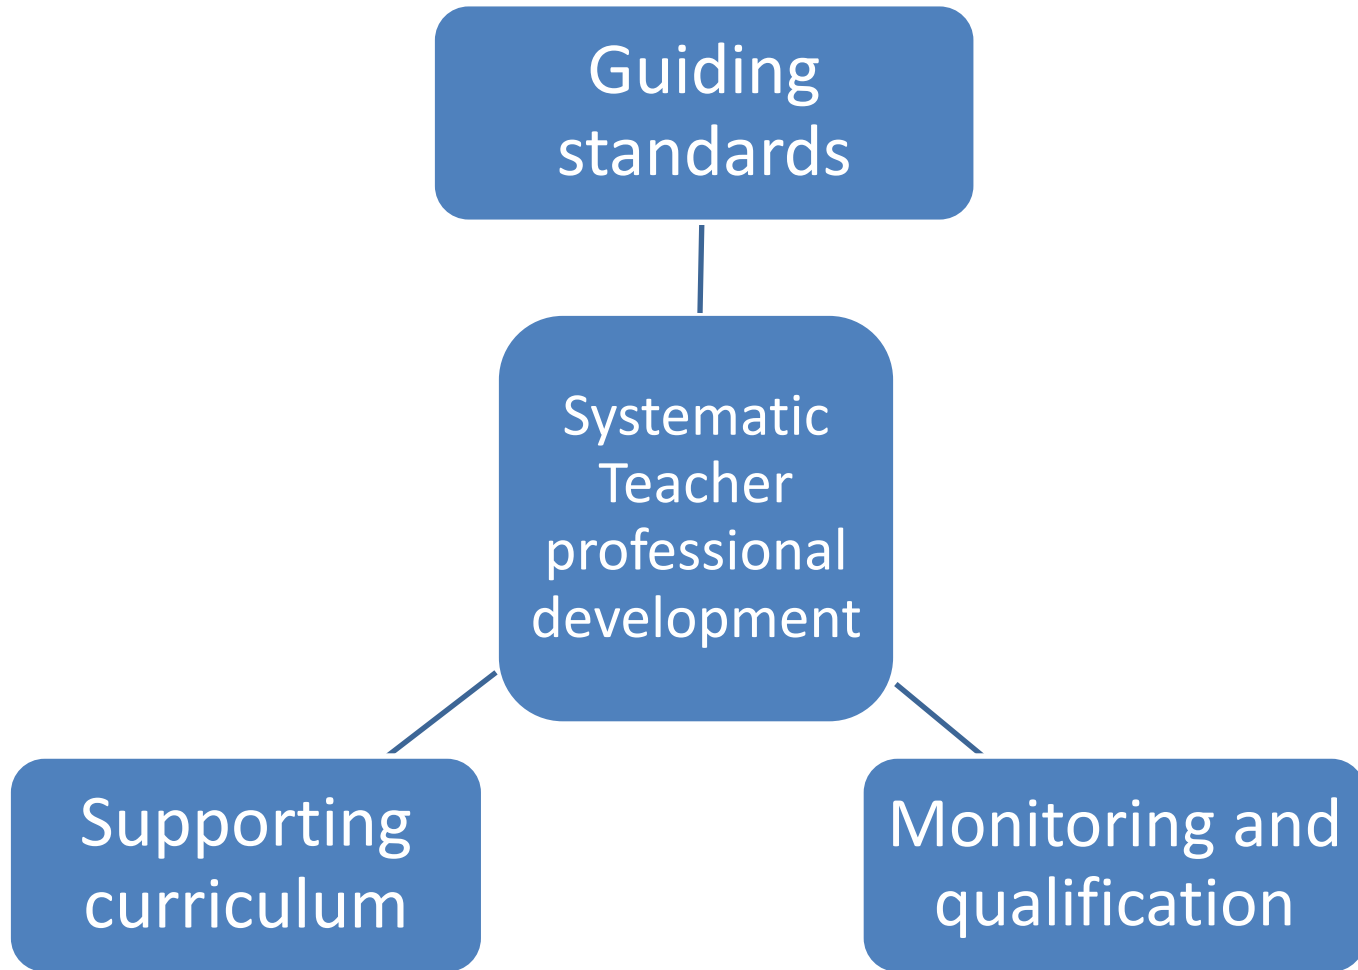 Guiding
standards
Systematic
Teacher
professional
development
Supporting
curriculum
Monitoring and
qualification